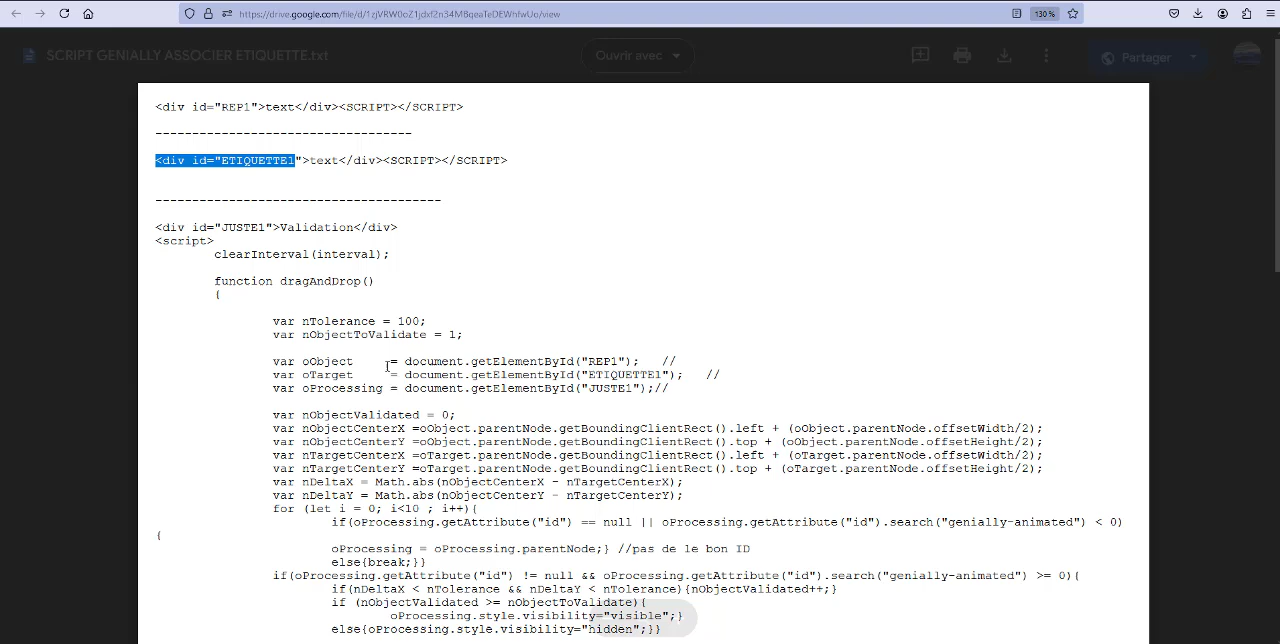 https://drive.google.com/file/d/1zjVRW0oZ1jdxf2n34MBqeaTeDEWhfwUo/view
130 %
SCRIPT GENIALLY ASSOCIER ETIQUETTE.txt
Ouvrir avec
Partager
<div id="REP1">text</div><SCRIPT></SCRIPT>
-----------------------------------
<div id="ETIQUETTE1">text</div><SCRIPT></SCRIPT>
---------------------------------------
<div id="JUSTE1">Validation</div>
<script>
clearInterval(interval);
function dragAndDrop()
{
var nTolerance = 100;
var nObjectToValidate = 1;
var oObject     = document.getElementById("REP1");   //
var oTarget     = document.getElementById("ETIQUETTE1");   //
var oProcessing = document.getElementById("JUSTE1");//
var nObjectValidated = 0;
var nObjectCenterX =oObject.parentNode.getBoundingClientRect().left + (oObject.parentNode.offsetWidth/2);
var nObjectCenterY =oObject.parentNode.getBoundingClientRect().top + (oObject.parentNode.offsetHeight/2);
var nTargetCenterX =oTarget.parentNode.getBoundingClientRect().left + (oTarget.parentNode.offsetWidth/2);
var nTargetCenterY =oTarget.parentNode.getBoundingClientRect().top + (oTarget.parentNode.offsetHeight/2);
var nDeltaX = Math.abs(nObjectCenterX - nTargetCenterX);
var nDeltaY = Math.abs(nObjectCenterY - nTargetCenterY);
for (let i = 0; i<10 ; i++){
if(oProcessing.getAttribute("id") == null || oProcessing.getAttribute("id").search("genially-animated") < 0)
{
oProcessing = oProcessing.parentNode;} //pas de le bon ID
else{break;}}
if(oProcessing.getAttribute("id") != null && oProcessing.getAttribute("id").search("genially-animated") >= 0){
if(nDeltaX < nTolerance && nDeltaY < nTolerance){nObjectValidated++;}
if (nObjectValidated >= nObjectToValidate){
oProcessing.style.visibility="visible";}
else{oProcessing.style.visibility="hidden";}}